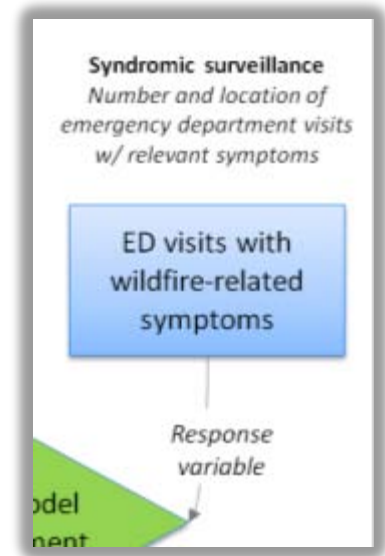 Syndromic surveillance
Number and location of
emergency department visits
w/ relevant symptoms
ED visits with
wildfire-related
symptoms
Response
variable